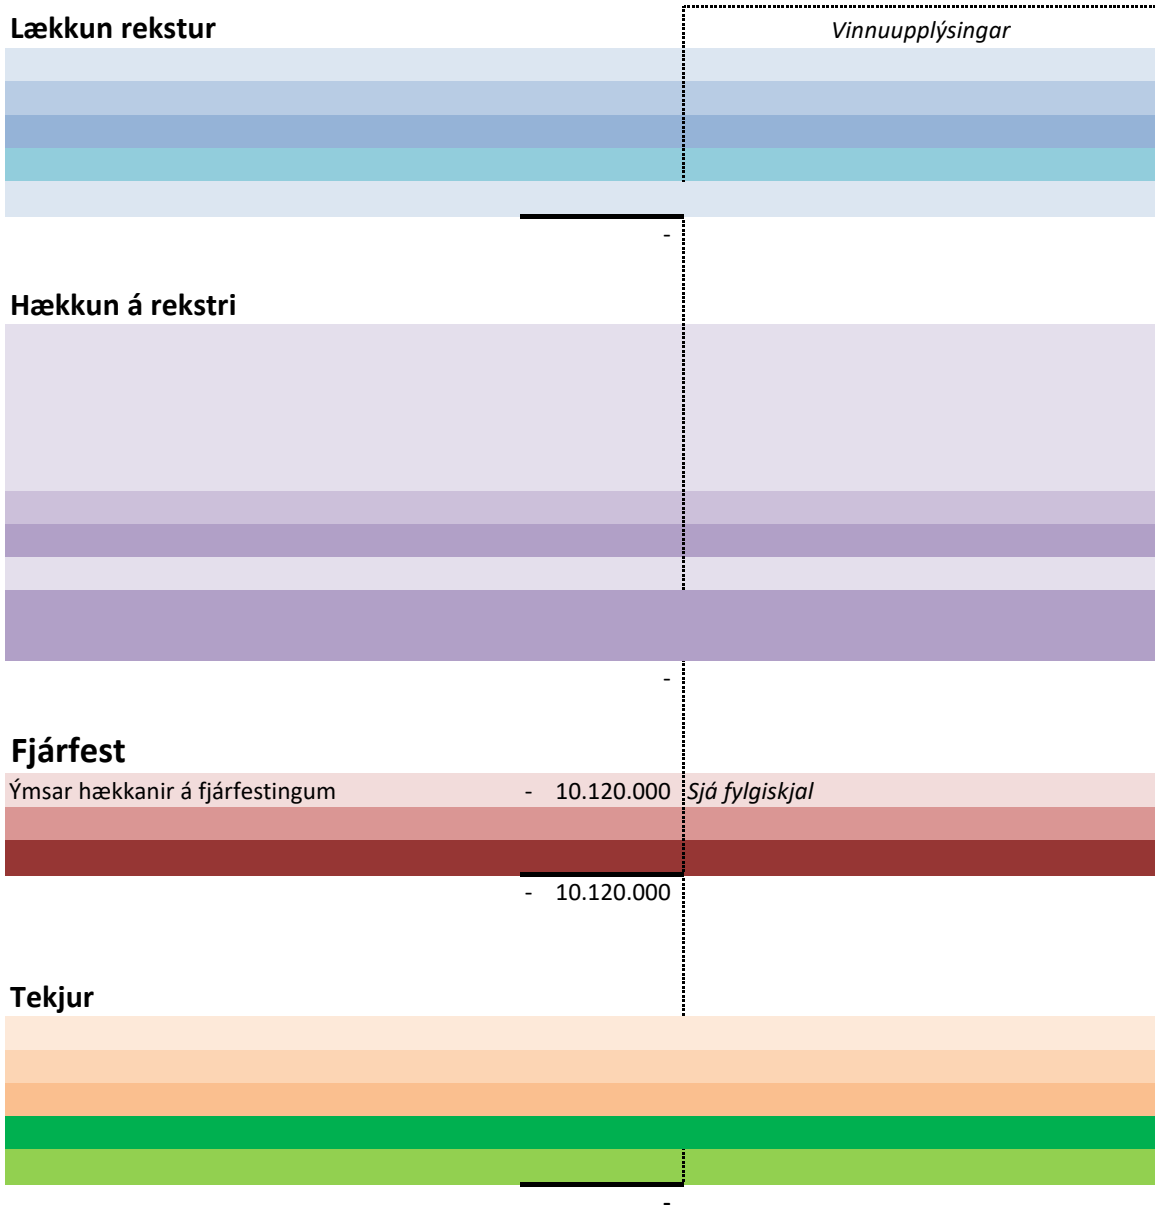 Lækkun rekstur Vinnuupplýsingar
-
Hækkun á rekstri
-
Fjárfest
Ýmsar hækkanir á fjárfestingum - 10.120.000 Sjá fylgiskjal
- 10.120.000
Tekjur
-